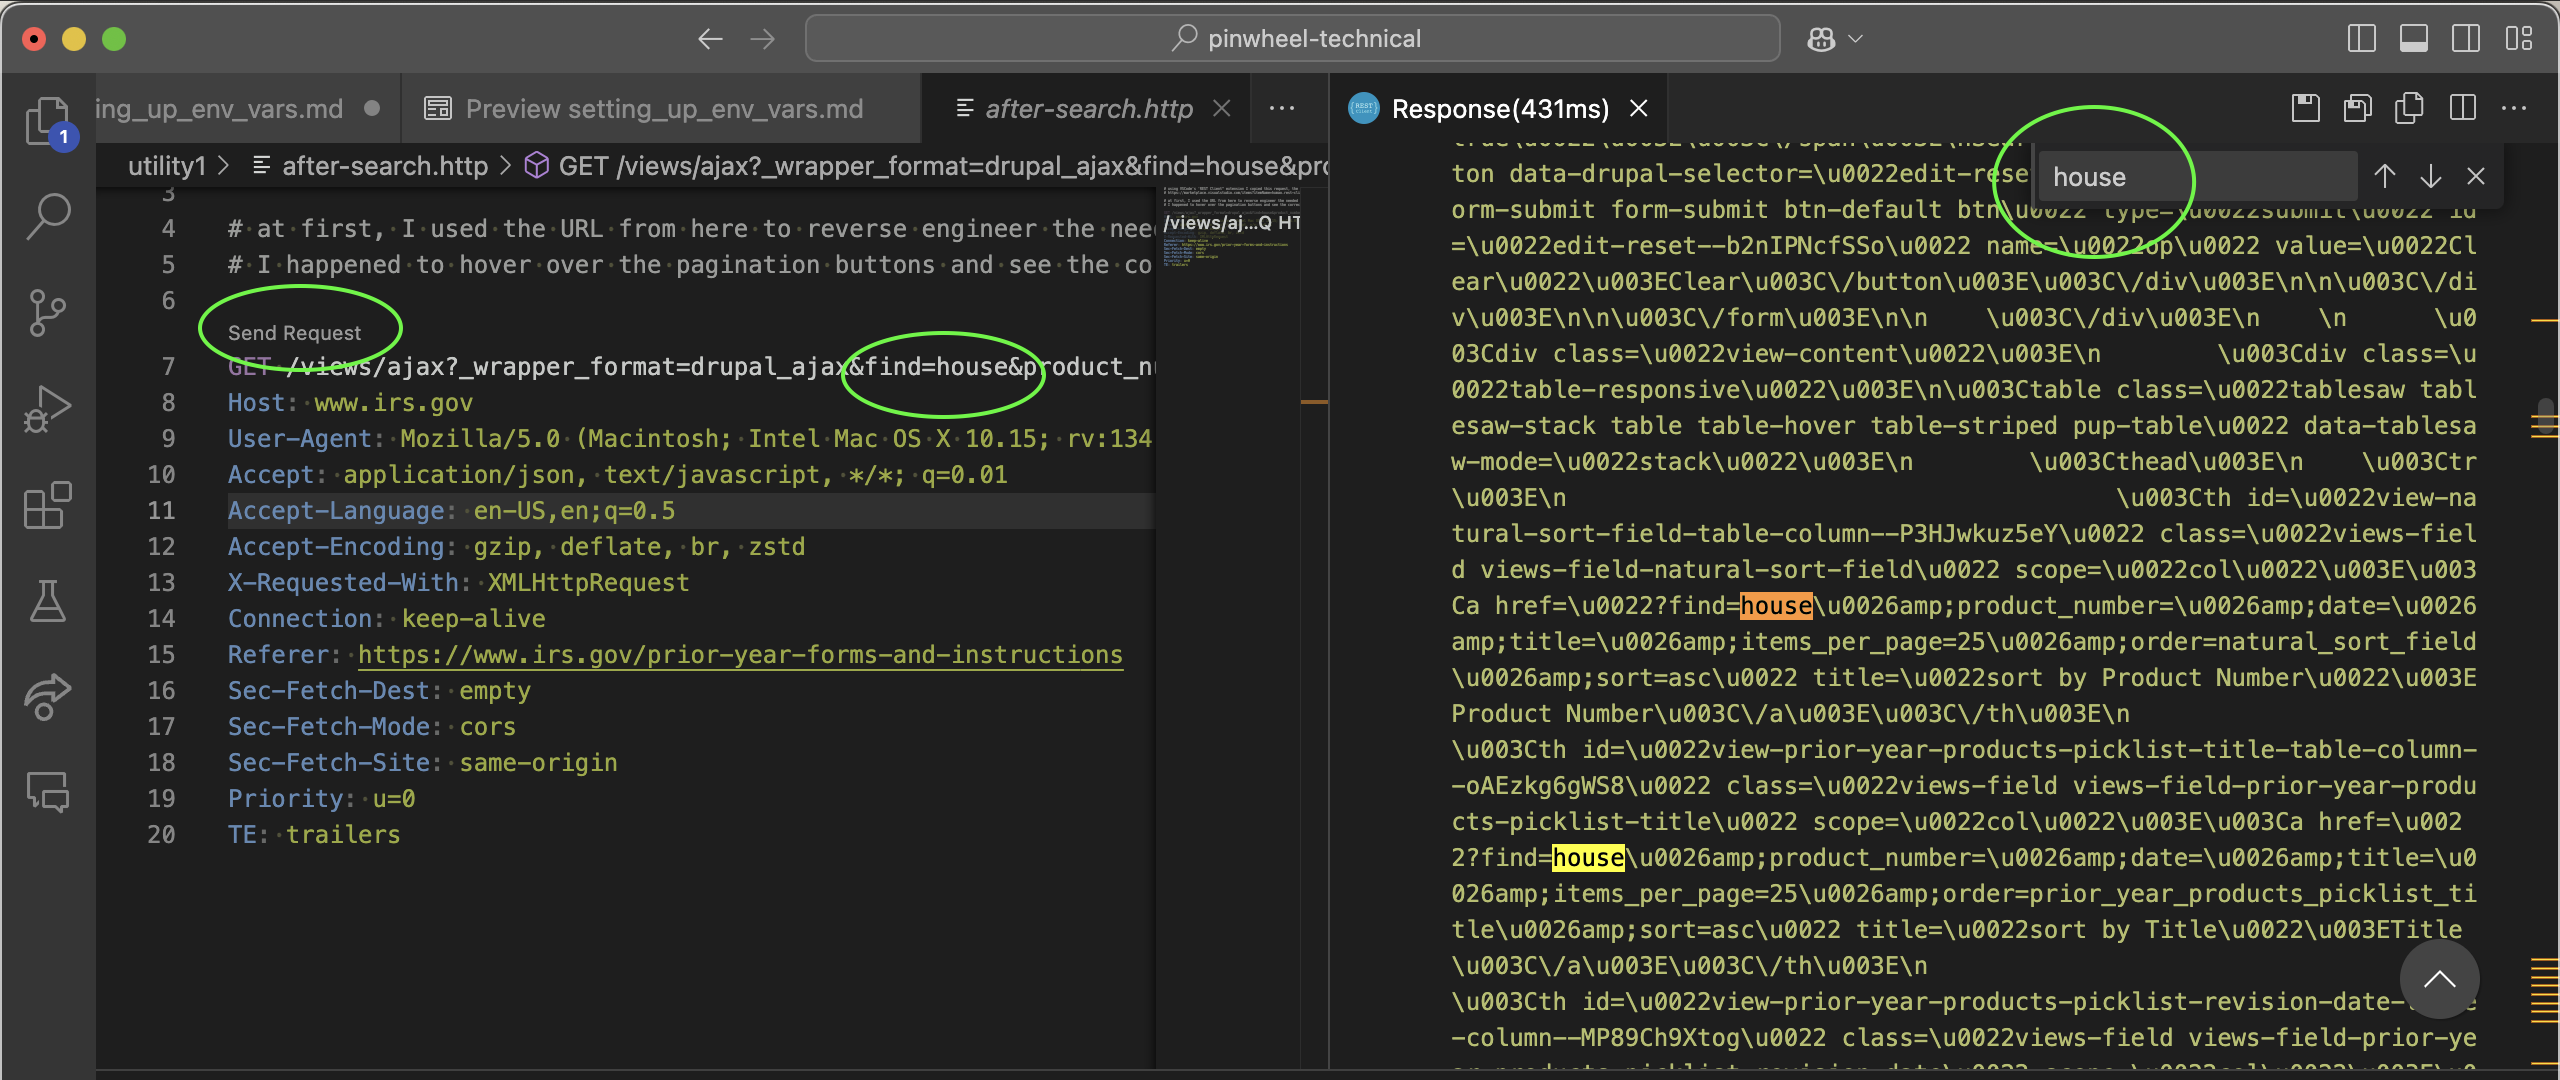 pinwheel-technical
ing_up_env_vars.md
Preview setting_up_env_vars.md
after-search.http
Response(431ms)
1
utility1 > after-search.http > GET /views/ajax?_wrapper_format=drupal_ajax&find=house&pro
3
4 # at first, I used the URL from here to reverse engineer the nee
5 # I happened to hover over the pagination buttons and see the co
6
Send Request
7 GET /views/ajax?_wrapper_format=drupal_ajax&find=house&product_n
8 Host: www.irs.gov
9 User-Agent: Mozilla/5.0 (Macintosh; Intel Mac OS X 10.15; rv:134
10 Accept: application/json, text/javascript, */*; q=0.01
11 Accept-Language: en-US,en;q=0.5
12 Accept-Encoding: gzip, deflate, br, zstd
13 X-Requested-With: XMLHttpRequest
14 Connection: keep-alive
15 Referer: https://www.irs.gov/prior-year-forms-and-instructions
16 Sec-Fetch-Dest: empty
17 Sec-Fetch-Mode: cors
18 Sec-Fetch-Site: same-origin
19 Priority: u=0
20 TE: trailers
/views/aj...Q HT
house
ton data-drupal-selector=\u0022edit-rese
orm-submit form-submit btn-default btn\u0022 type=\u0022submit\u0022 id
=\u0022edit-reset--b2nIPNcfSSo\u0022 name=\u0022op\u0022 value=\u0022Cl
ear\u0022\u003EClear\u003C\/button\u003E\u003C\/div\u003E\n\n\u003C\/di
v\u003E\n\n\u003C\/form\u003E\n\n \u003C\/div\u003E\n \n \u0
03Cdiv class=\u0022view-content\u0022\u003E\n \u003Cdiv class=\u
0022table-responsive\u0022\u003E\n\u003Ctable class=\u0022tablesaw tabl
esaw-stack table table-hover table-striped pup-table\u0022 data-tablesa
w-mode=\u0022stack\u0022\u003E\n \u003Cthead\u003E\n \u003Ctr
\u003E\n \u003Cth id=\u0022view-na
tural-sort-field-table-column--P3HJwkuz5eY\u0022 class=\u0022views-fiel
d views-field-natural-sort-field\u0022 scope=\u0022col\u0022\u003E\u003
Ca href=\u0022?find=house\u0026amp;product_number=\u0026amp;date=\u0026
amp;title=\u0026amp;items_per_page=25\u0026amp;order=natural_sort_field
\u0026amp;sort=asc\u0022 title=\u0022sort by Product Number\u0022\u003E
Product Number\u003C\/a\u003E\u003C\/th\u003E\n
\u003Cth id=\u0022view-prior-year-products-picklist-title-table-column-
-oAEzkg6gWS8\u0022 class=\u0022views-field views-field-prior-year-produ
cts-picklist-title\u0022 scope=\u0022col\u0022\u003E\u003Ca href=\u002
2?find=house\u0026amp;product_number=\u0026amp;date=\u0026amp;title=\u0
026amp;items_per_page=25\u0026amp;order=prior_year_products_picklist_ti
tle\u0026amp;sort=asc\u0022 title=\u0022sort by Title\u0022\u003ETitle
\u003C\/a\u003E\u003C\/th\u003E\n
\u003Cth id=\u0022view-prior-year-products-picklist-revision-date-
-column--MP89Ch9Xtog\u0022 class=\u0022views-field views-field-prior-ye